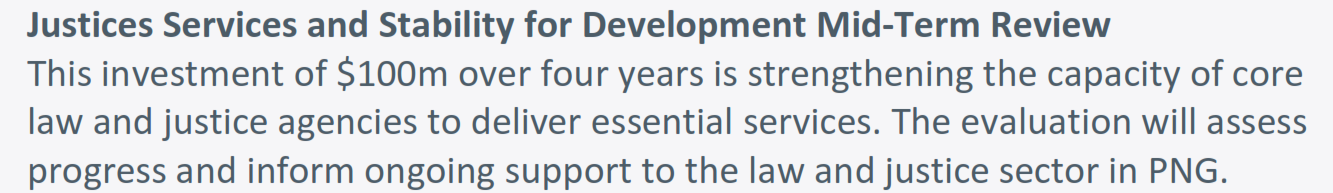 Justices Services and Stability for Development Mid-Term Review
This investment of $100m over four years is strengthening the capacity of core
law and justice agencies to deliver essential services. The evaluation will assess
progress and inform ongoing support to the law and justice sector in PNG.